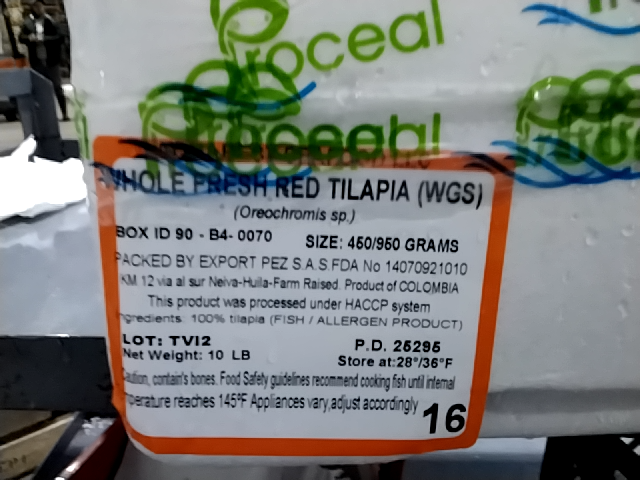 Proceal
Proceal
WHOLE FRESH RED TILAPIA (WGS)
(Oreochromis sp.)
BOX ID 90 - B4- 0070 SIZE: 450/950 GRAMS
PACKED BY EXPORT PEZ S.A.S.FDA No 14070921010
KM 12 via al sur Neiva-Huila-Farm Raised. Product of COLOMBIA
This product was processed under HACCP system
Ingredients: 100% tilapia (FISH / ALLERGEN PRODUCT)
LOT: TVI2 P.D. 25295
Net Weight: 10 LB Store at:28°/36°F
Caution, contain's bones. Food Safety guidelines recommend cooking fish until internal
temperature reaches 145°F Appliances vary,adjust accordingly
16